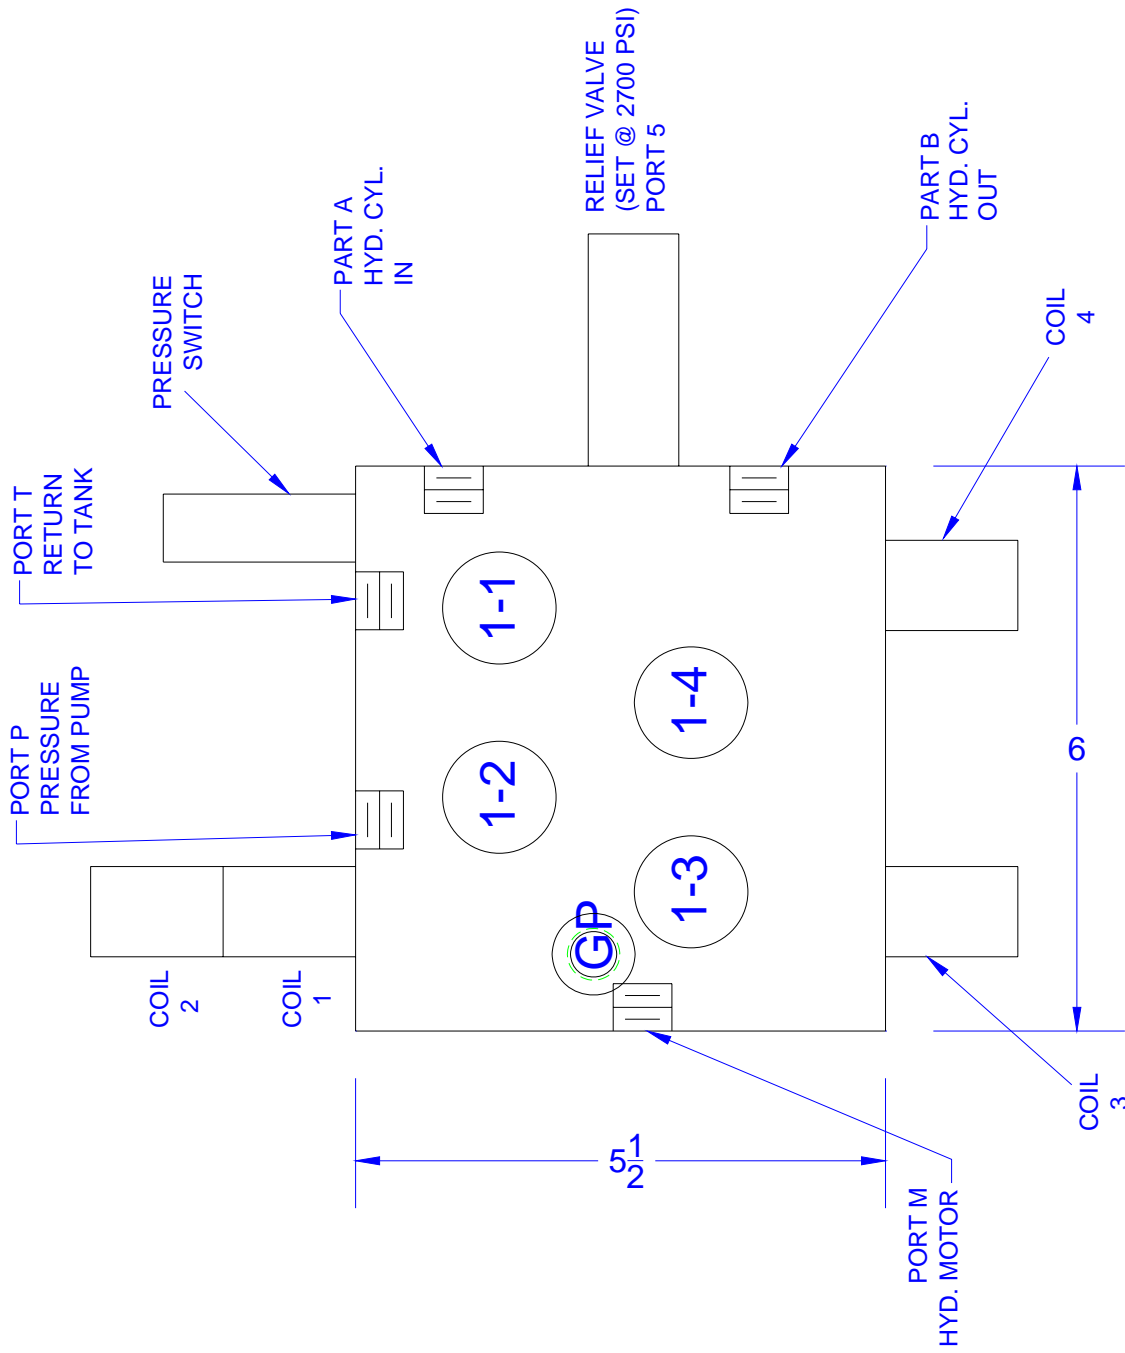 PORT P
PRESSURE
FROM PUMP
PORT T
RETURN
TO TANK
PRESSURE
SWITCH
PART A
HYD. CYL.
IN
RELIEF VALVE
(SET @ 2700 PSI)
PORT 5
PART B
HYD. CYL.
OUT
COIL
4
COIL
3
PORT M
HYD. MOTOR
COIL
2
COIL
1
1-1
1-2
1-3
1-4
GP
5 1/2
6